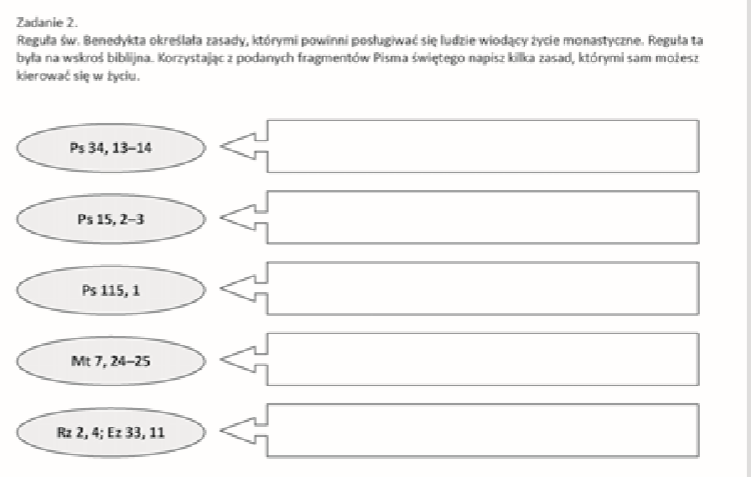 Zadanie 2.
Reguła św. Benedykta określała zasady, którymi powinni posługiwać się ludzie wiodący życie monastyczne. Reguła ta
była na wskroś biblijna. Korzystając z podanych fragmentów Pisma świętego napisz kilka zasad, którymi sam możesz
kierować się w życiu.
Ps 34, 13–14
Ps 15, 2–3
Ps 115, 1
Mt 7, 24–25
Rz 2, 4; Ez 33, 11